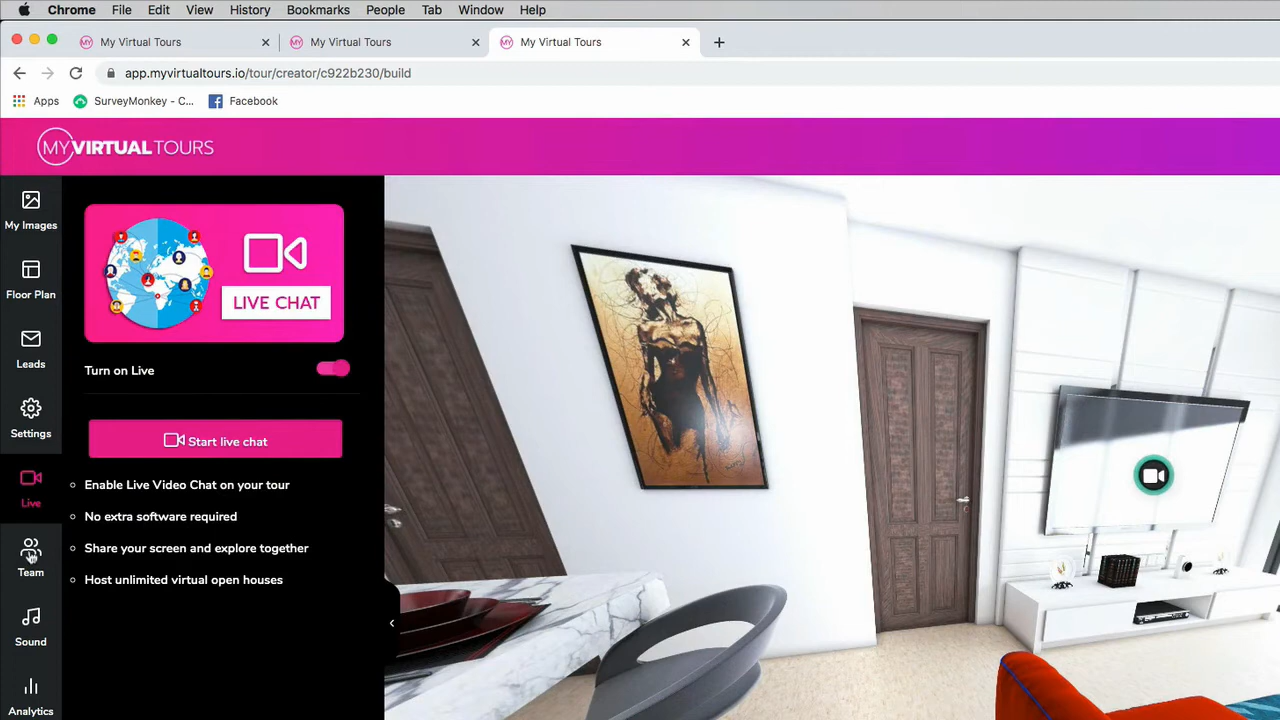 Chrome File Edit View History Bookmarks People Tab Window Help
My Virtual Tours My Virtual Tours My Virtual Tours
app.myvirtualtours.io/tour/creator/c922b230/build
Apps SurveyMonkey - C... Facebook
MY VIRTUAL TOURS
My Images
Floor Plan
Leads
Settings
Live
Team
Sound
Analytics
LIVE CHAT
Turn on Live
Start live chat
Enable Live Video Chat on your tour
No extra software required
Share your screen and explore together
Host unlimited virtual open houses